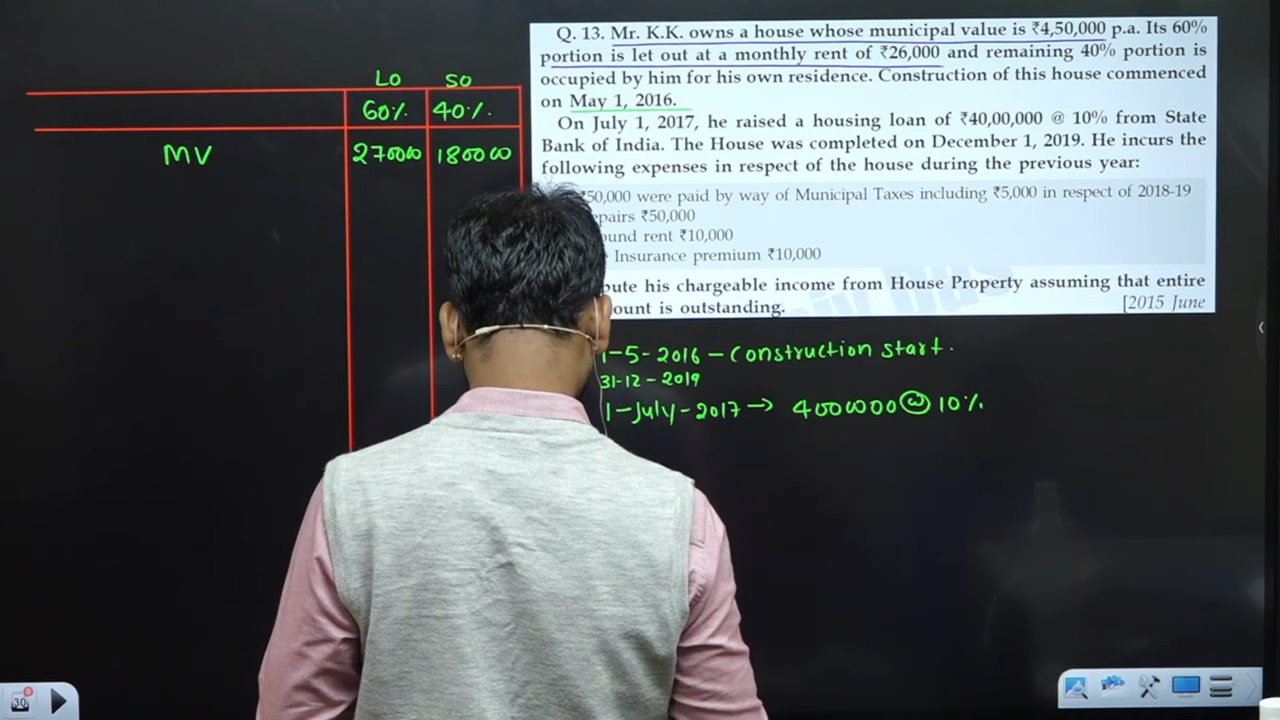 Q. 13. Mr. K.K. owns a house whose municipal value is ₹4,50,000 p.a. Its 60%
portion is let out at a monthly rent of ₹26,000 and remaining 40% portion is
occupied by him for his own residence. Construction of this house commenced
on May 1, 2016.
On July 1, 2017, he raised a housing loan of ₹40,00,000 @ 10% from State
Bank of India. The House was completed on December 1, 2019. He incurs the
following expenses in respect of the house during the previous year:
₹50,000 were paid by way of Municipal Taxes including ₹5,000 in respect of 2018-19
pairs ₹50,000
und rent ₹10,000
Insurance premium ₹10,000
pute his chargeable income from House Property assuming that entire
ount is outstanding. [2015 June
LO SO
60% 40%.
MV 270000 180000
1-5-2016 - Construction start.
31-12-2019
1-July-2017 → 4000000 @ 10%.
30